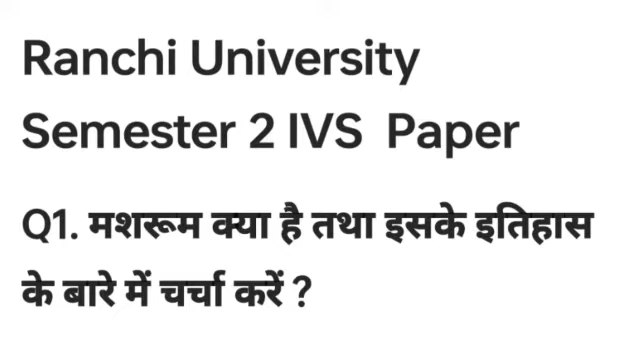 Ranchi University
Semester 2 IVS Paper
Q1. मशरूम क्या है तथा इसके इतिहास
के बारे में चर्चा करें ?